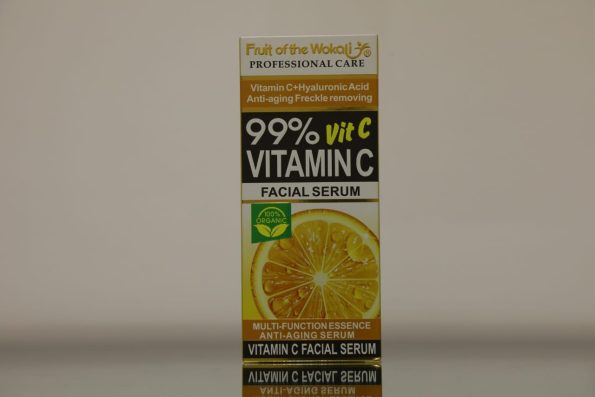 Fruit of the Wokali ®
PROFESSIONAL CARE
Vitamin C+Hyaluronic Acid
Anti-aging Freckle removing
99% Vit C
VITAMIN C
FACIAL SERUM
100%
ORGANIC
MULTI-FUNCTION ESSENCE
ANTI-AGING SERUM
VITAMIN C FACIAL SERUM